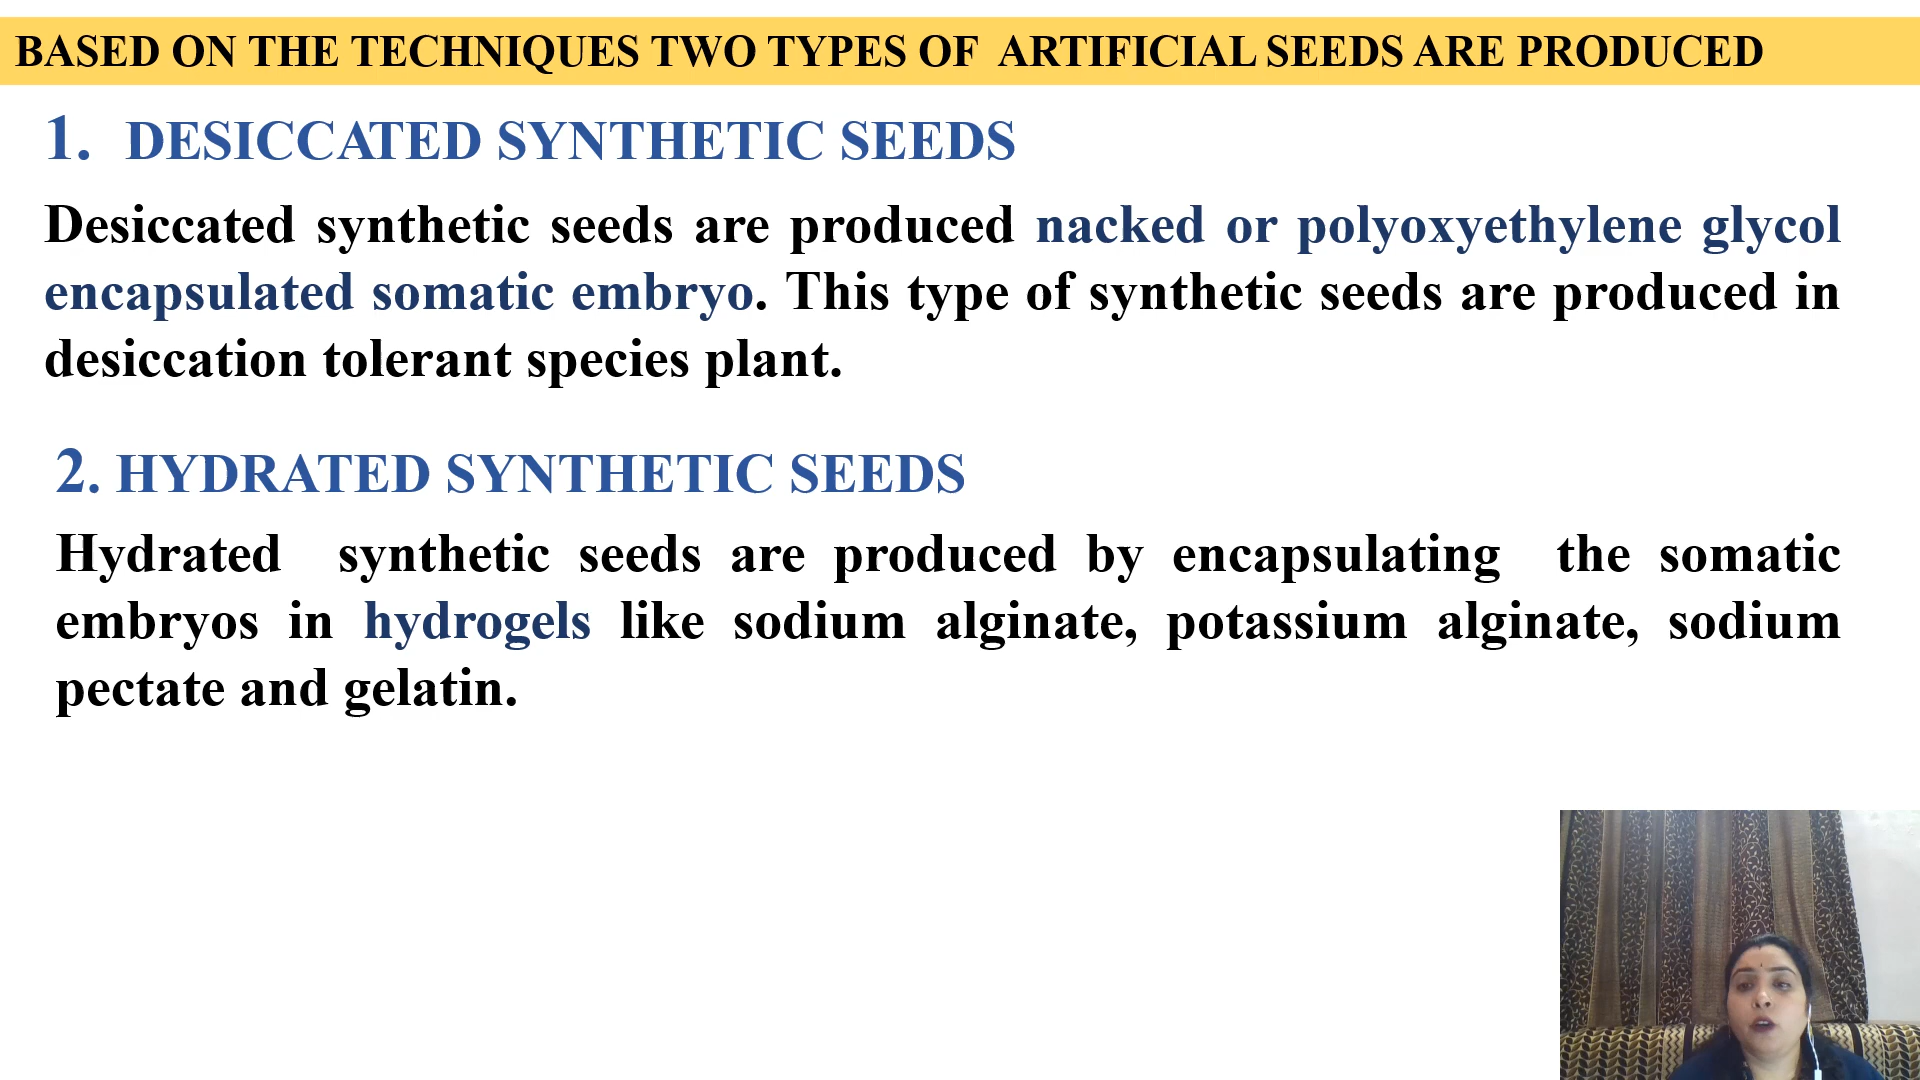 BASED ON THE TECHNIQUES TWO TYPES OF ARTIFICIAL SEEDS ARE PRODUCED
1. DESICCATED SYNTHETIC SEEDS
Desiccated synthetic seeds are produced nacked or polyoxyethylene glycol
encapsulated somatic embryo. This type of synthetic seeds are produced in
desiccation tolerant species plant.
2. HYDRATED SYNTHETIC SEEDS
Hydrated synthetic seeds are produced by encapsulating the somatic
embryos in hydrogels like sodium alginate, potassium alginate, sodium
pectate and gelatin.